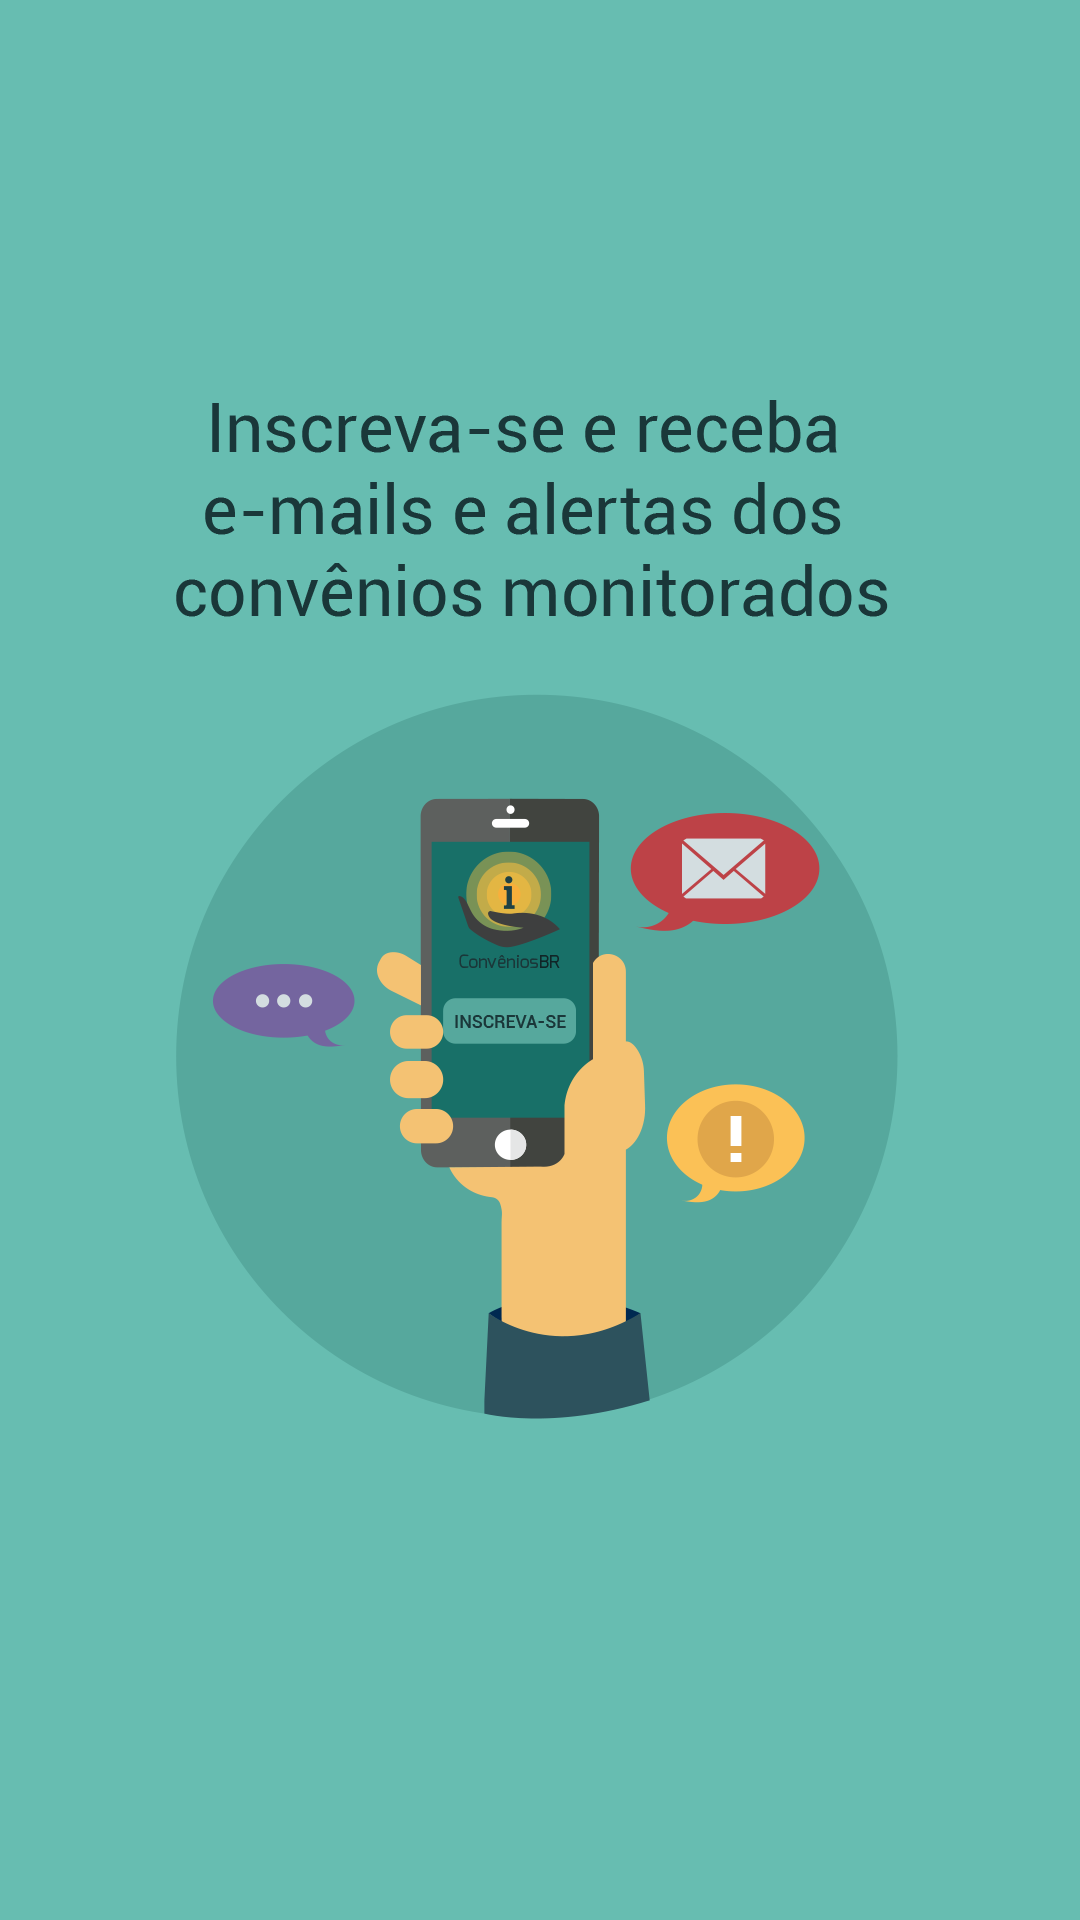 Inscreva-se e receba
e-mails e alertas dos
convênios monitorados
i
ConvêniosBR
INSCREVA-SE
!